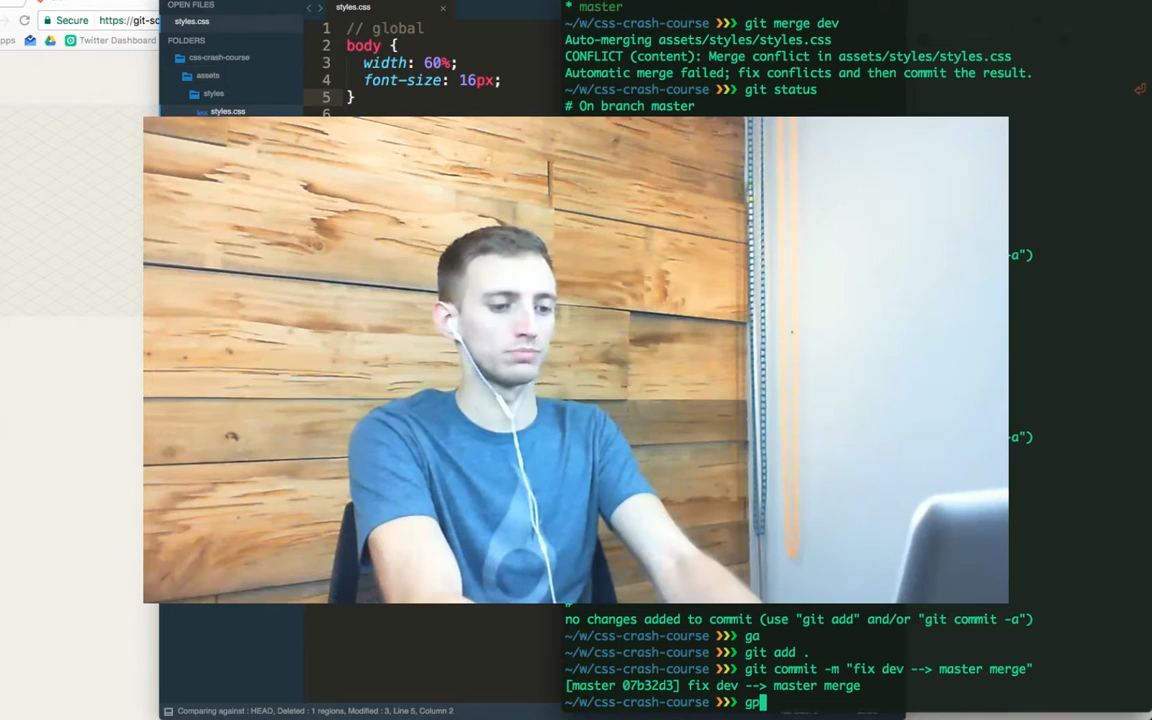 Secure
https://git-sc
pps
Twitter Dashboard
OPEN FILES
styles.css
FOLDERS
css-crash-course
assets
styles
styles.css
styles.css
1 // global
2 body {
3 width: 60%;
4 font-size: 16px;
5 }
6
* master
~/w/css-crash-course ❯❯❯ git merge dev
Auto-merging assets/styles/styles.css
CONFLICT (content): Merge conflict in assets/styles/styles.css
Automatic merge failed; fix conflicts and then commit the result.
~/w/css-crash-course ❯❯❯ git status
# On branch master
-a")
-a")
#
no changes added to commit (use "git add" and/or "git commit -a")
~/w/css-crash-course ❯❯❯ ga
~/w/css-crash-course ❯❯❯ git add .
~/w/css-crash-course ❯❯❯ git commit -m "fix dev --> master merge"
[master 07b32d3] fix dev --> master merge
~/w/css-crash-course ❯❯❯ gp
Comparing against : HEAD, Deleted : 1 regions, Modified : 3, Line 5, Column 2